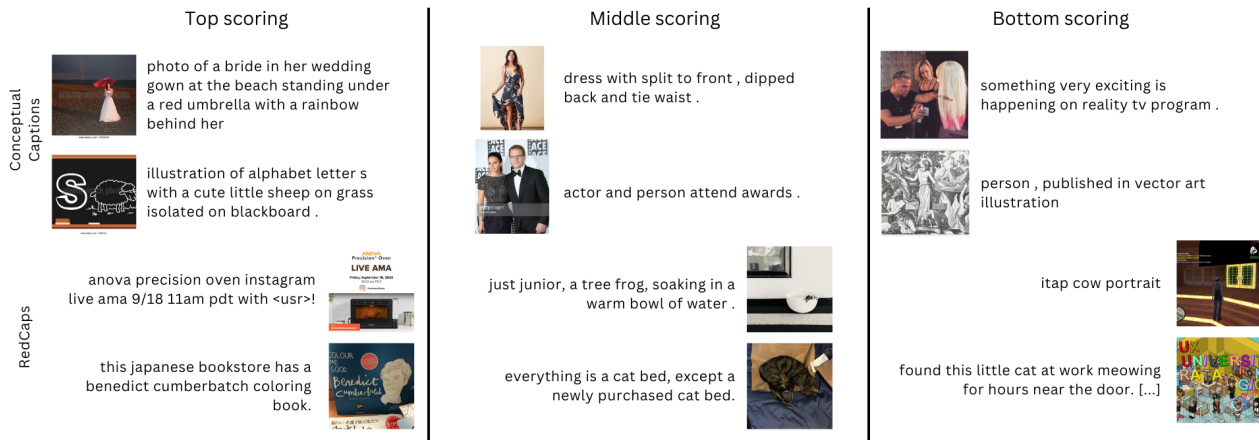 Top scoring
Middle scoring
Bottom scoring
Conceptual
Captions
photo of a bride in her wedding
gown at the beach standing under
a red umbrella with a rainbow
behind her
dress with split to front , dipped
back and tie waist .
something very exciting is
happening on reality tv program .
illustration of alphabet letter s
with a cute little sheep on grass
isolated on blackboard .
S
actor and person attend awards .
person , published in vector art
illustration
RedCaps
anova precision oven instagram
live ama 9/18 11am pdt with <usr>!
ANOVA
Precision® Oven
LIVE AMA
just junior, a tree frog, soaking in a
warm bowl of water .
itap cow portrait
this japanese bookstore has a
benedict cumberbatch coloring
book.
COLOUR
ME
GOOD
Benedict
Cumberbatch
everything is a cat bed, except a
newly purchased cat bed.
found this little cat at work meowing
for hours near the door. [...]